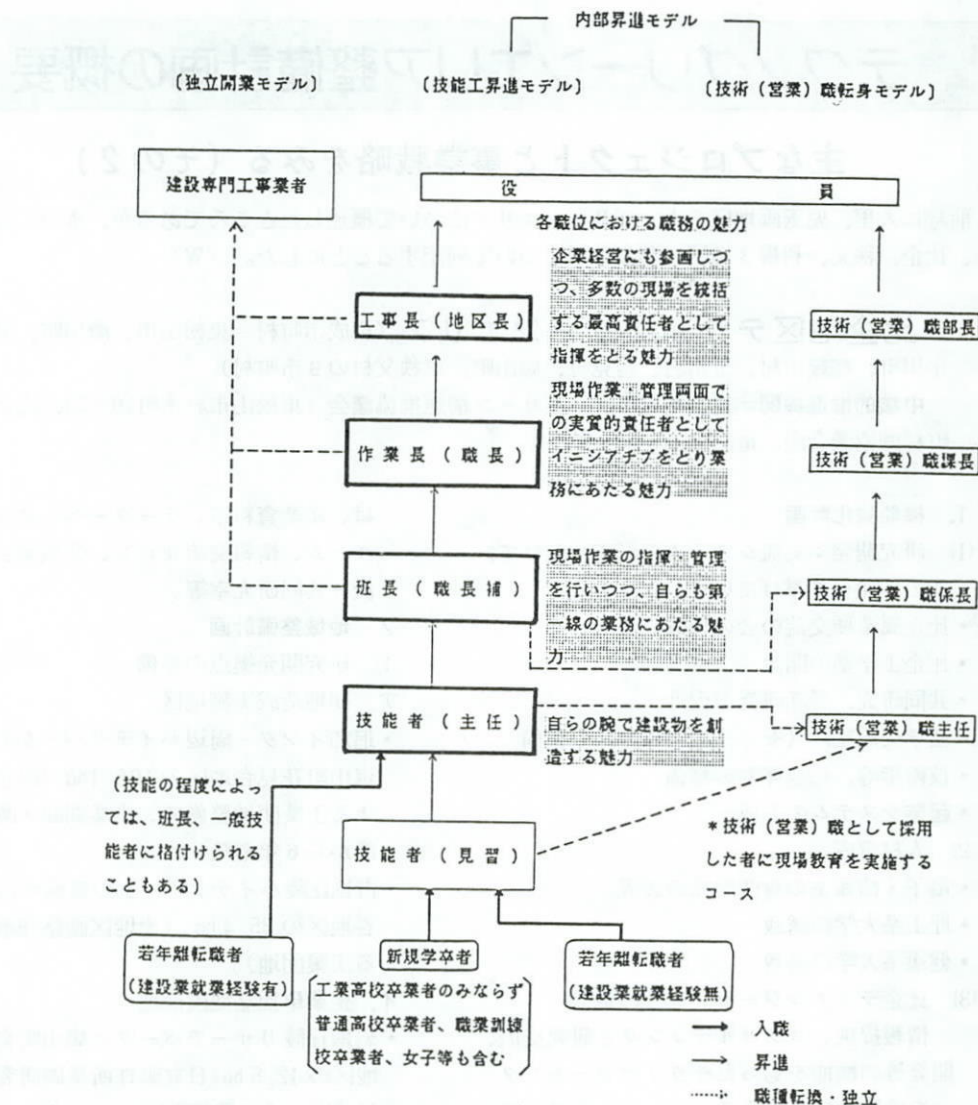 内部昇進モデル
〔独立開業モデル〕
〔技能工昇進モデル〕
〔技術（営業）職転身モデル〕
建設専門工事業者
役　員
各職位における職務の魅力
企業経営にも参画しつ
つ、多数の現場を統括
する最高責任者として
指揮をとる魅力
工事長（地区長）
技術（営業）職部長
現場作業・管理両面で
の実質的責任者として
イニシアチブをとり業
務にあたる魅力
作業長（職長）
技術（営業）職課長
現場作業の指揮、管理
を行いつつ、自らも第
一線の業務にあたる魅
力
班長（職長補）
技術（営業）職係長
技能者（主任）
自らの腕で建設物を創
造する魅力
技術（営業）職主任
（技能の程度によっ
ては、班長、一般技
能者に格付けられる
こともある）
技能者（見習）
＊技術（営業）職として採用
した者に現場教育を実施する
コース
若年離転職者
（建設業就業経験有）
新規学卒者
工業高校卒業者のみならず
普通高校卒業者、職業訓練
校卒業者、女子等も含む
若年離転職者
（建設業就業経験無）
入職
昇進
職種転換・独立